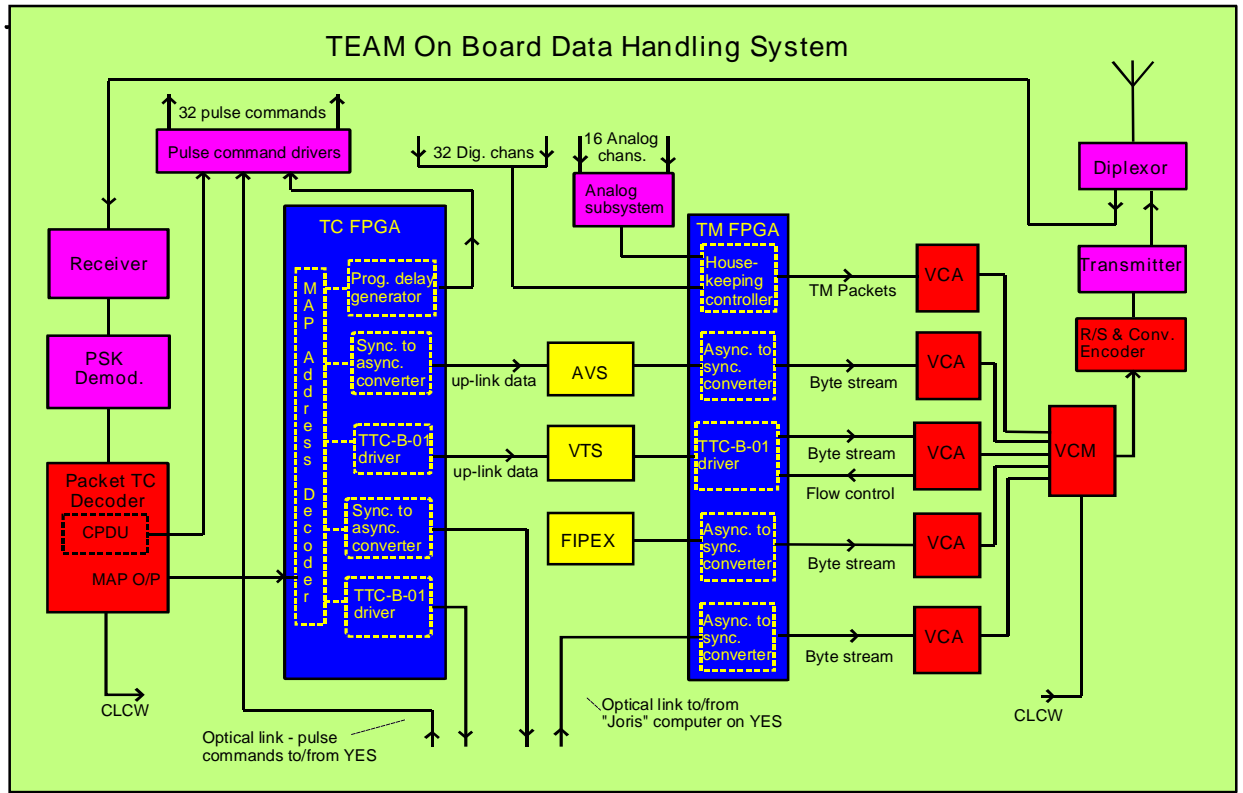 TEAM On Board Data Handling System
32 pulse commands
Pulse command drivers
32 Dig. chans
16 Analog
chans.
Analog
subsystem
Diplexor
Receiver
PSK
Demod.
Packet TC
Decoder
CPDU
MAP O/P
CLCW
TC FPGA
MAP Address Decoder
Prog. delay
generator
Sync. to
async.
converter
TTC-B-01
driver
Sync. to
async.
converter
TTC-B-01
driver
up-link data
up-link data
AVS
VTS
FIPEX
TM FPGA
House-
keeping
controller
Async. to
sync.
converter
TTC-B-01
driver
Async. to
sync.
converter
Async. to
sync.
converter
TM Packets
Byte stream
Byte stream
Flow control
Byte stream
Byte stream
VCA
VCA
VCA
VCA
VCA
Transmitter
R/S & Conv.
Encoder
VCM
CLCW
Optical link - pulse
commands to/from YES
Optical link to/from
"Joris" computer on YES